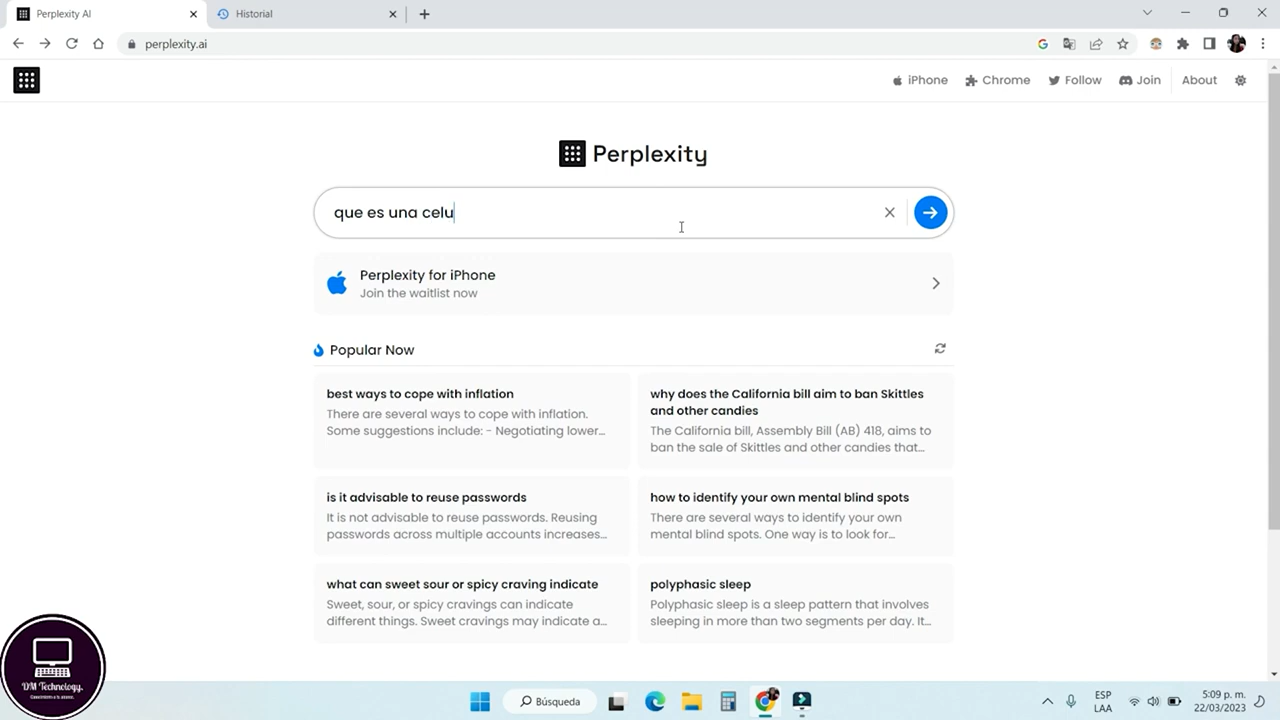 Perplexity AI
Historial
perplexity.ai
iPhone
Chrome
Follow
Join
About
Perplexity
que es una celu
Perplexity for iPhone
Join the waitlist now
Popular Now
best ways to cope with inflation
There are several ways to cope with inflation.
Some suggestions include: - Negotiating lower...
why does the California bill aim to ban Skittles
and other candies
The California bill, Assembly Bill (AB) 418, aims to
ban the sale of Skittles and other candies that...
is it advisable to reuse passwords
It is not advisable to reuse passwords. Reusing
passwords across multiple accounts increases...
how to identify your own mental blind spots
There are several ways to identify your own
mental blind spots. One way is to look for...
what can sweet sour or spicy craving indicate
Sweet, sour, or spicy cravings can indicate
different things. Sweet cravings may indicate a...
polyphasic sleep
Polyphasic sleep is a sleep pattern that involves
sleeping in more than two segments per day. It...
DM Technology.
Búsqueda
ESP
LAA
5:09 p. m.
22/03/2023